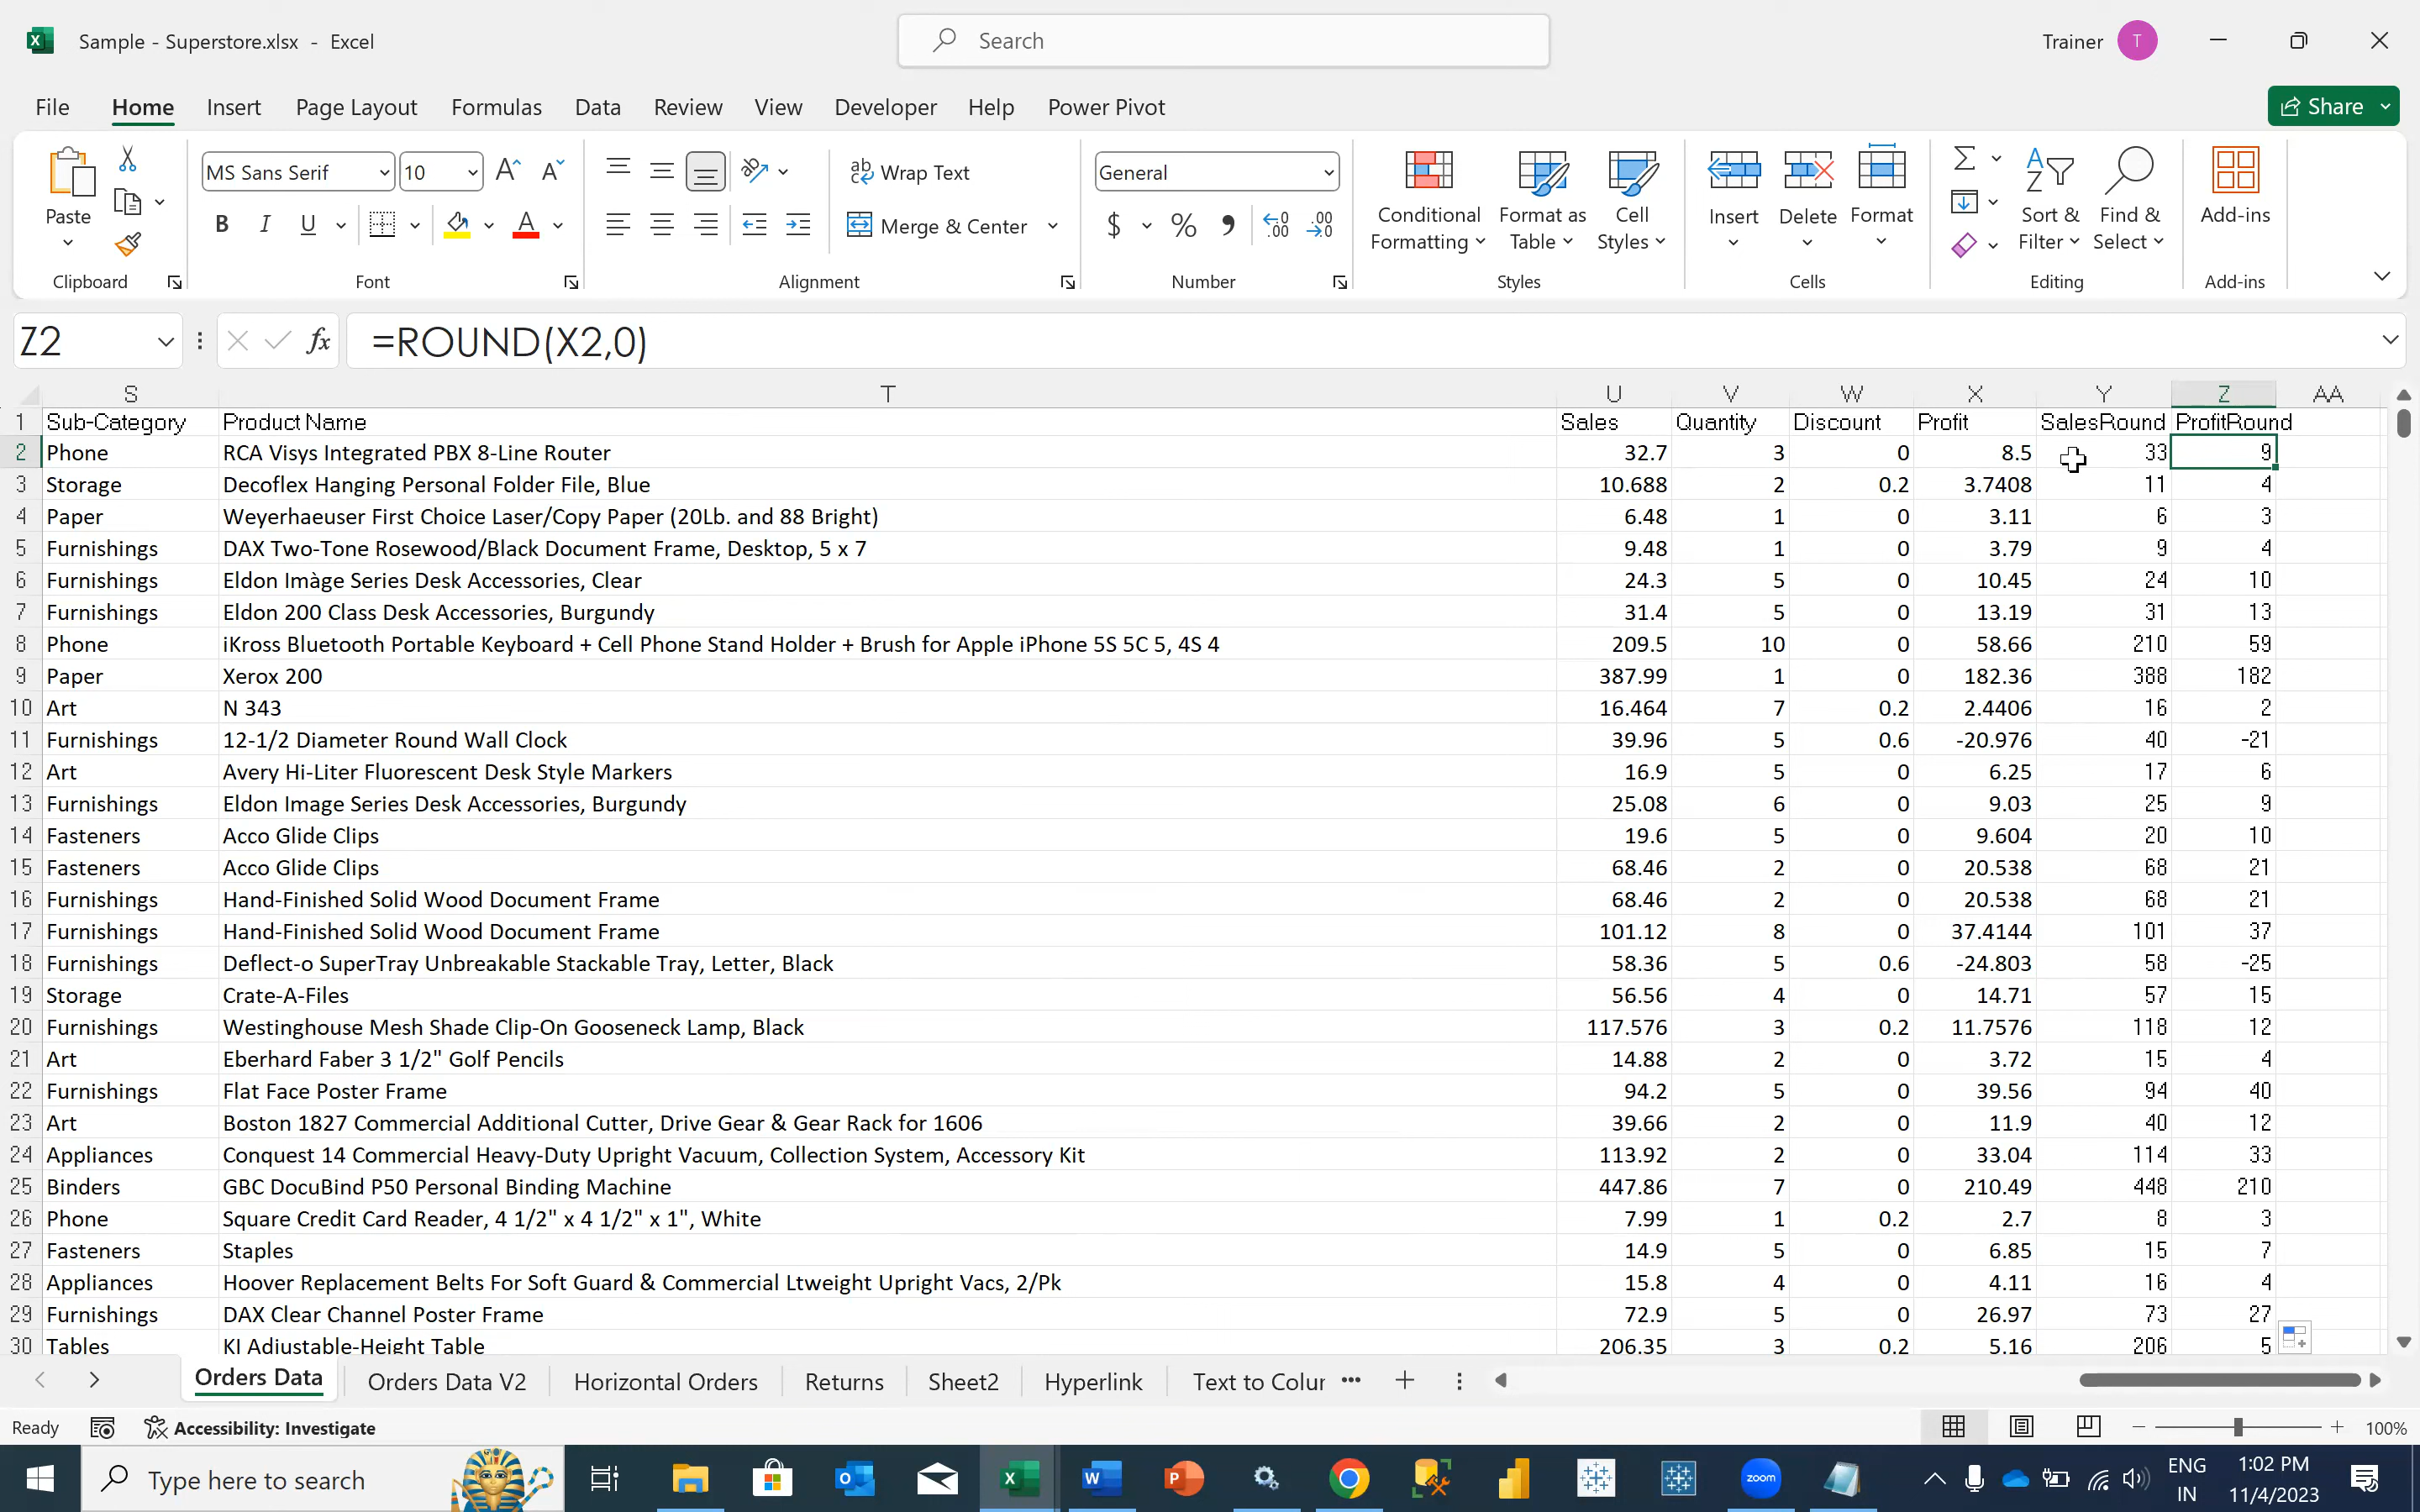 Sample - Superstore.xlsx - Excel
Search
Trainer
T
File Home Insert Page Layout Formulas Data Review View Developer Help Power Pivot
Share
Paste
MS Sans Serif 10
Wrap Text
Merge & Center
General
Conditional Formatting
Format as Table
Cell Styles
Insert
Delete
Format
Sort & Filter
Find & Select
Add-ins
Clipboard Font Alignment Number Styles Cells Editing Add-ins
Z2 fx =ROUND(X2,0)
S T U V W X Y Z AA
1 Sub-Category Product Name Sales Quantity Discount Profit SalesRound ProfitRound
2 Phone RCA Visys Integrated PBX 8-Line Router 32.7 3 0 8.5 33 9
3 Storage Decoflex Hanging Personal Folder File, Blue 10.688 2 0.2 3.7408 11 4
4 Paper Weyerhaeuser First Choice Laser/Copy Paper (20Lb. and 88 Bright) 6.48 1 0 3.11 6 3
5 Furnishings DAX Two-Tone Rosewood/Black Document Frame, Desktop, 5 x 7 9.48 1 0 3.79 9 4
6 Furnishings Eldon Imàge Series Desk Accessories, Clear 24.3 5 0 10.45 24 10
7 Furnishings Eldon 200 Class Desk Accessories, Burgundy 31.4 5 0 13.19 31 13
8 Phone iKross Bluetooth Portable Keyboard + Cell Phone Stand Holder + Brush for Apple iPhone 5S 5C 5, 4S 4 209.5 10 0 58.66 210 59
9 Paper Xerox 200 387.99 1 0 182.36 388 182
10 Art N 343 16.464 7 0.2 2.4406 16 2
11 Furnishings 12-1/2 Diameter Round Wall Clock 39.96 5 0.6 -20.976 40 -21
12 Art Avery Hi-Liter Fluorescent Desk Style Markers 16.9 5 0 6.25 17 6
13 Furnishings Eldon Image Series Desk Accessories, Burgundy 25.08 6 0 9.03 25 9
14 Fasteners Acco Glide Clips 19.6 5 0 9.604 20 10
15 Fasteners Acco Glide Clips 68.46 2 0 20.538 68 21
16 Furnishings Hand-Finished Solid Wood Document Frame 68.46 2 0 20.538 68 21
17 Furnishings Hand-Finished Solid Wood Document Frame 101.12 8 0 37.4144 101 37
18 Furnishings Deflect-o SuperTray Unbreakable Stackable Tray, Letter, Black 58.36 5 0.6 -24.803 58 -25
19 Storage Crate-A-Files 56.56 4 0 14.71 57 15
20 Furnishings Westinghouse Mesh Shade Clip-On Gooseneck Lamp, Black 117.576 3 0.2 11.7576 118 12
21 Art Eberhard Faber 3 1/2" Golf Pencils 14.88 2 0 3.72 15 4
22 Furnishings Flat Face Poster Frame 94.2 5 0 39.56 94 40
23 Art Boston 1827 Commercial Additional Cutter, Drive Gear & Gear Rack for 1606 39.66 2 0 11.9 40 12
24 Appliances Conquest 14 Commercial Heavy-Duty Upright Vacuum, Collection System, Accessory Kit 113.92 2 0 33.04 114 33
25 Binders GBC DocuBind P50 Personal Binding Machine 447.86 7 0 210.49 448 210
26 Phone Square Credit Card Reader, 4 1/2" x 4 1/2" x 1", White 7.99 1 0.2 2.7 8 3
27 Fasteners Staples 14.9 5 0 6.85 15 7
28 Appliances Hoover Replacement Belts For Soft Guard & Commercial Ltweight Upright Vacs, 2/Pk 15.8 4 0 4.11 16 4
29 Furnishings DAX Clear Channel Poster Frame 72.9 5 0 26.97 73 27
30 Tables KI Adjustable-Height Table 206.35 3 0.2 5.16 206 5
Orders Data Orders Data V2 Horizontal Orders Returns Sheet2 Hyperlink Text to Colur
Ready Accessibility: Investigate 100%
Type here to search
zoom
ENG
IN
1:02 PM
11/4/2023